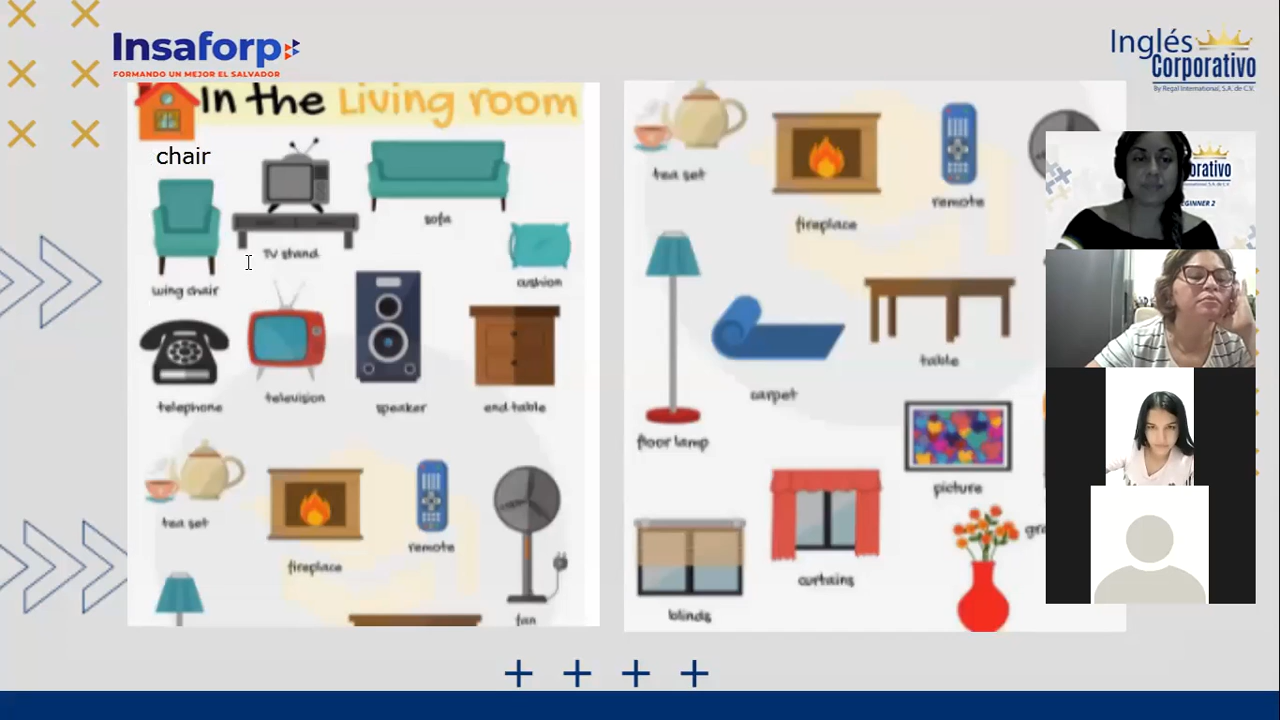 Insaforp
FORMANDO UN MEJOR EL SALVADOR
Inglés
Corporativo
By Regal International, S.A. de C.V.
In the Living room
chair
TV stand
sofa
cushion
wing chair
telephone
television
speaker
end table
tea set
fireplace
remote
fan
tea set
fireplace
remote
floor lamp
carpet
table
picture
blinds
curtains
orativo
EGINNER 2